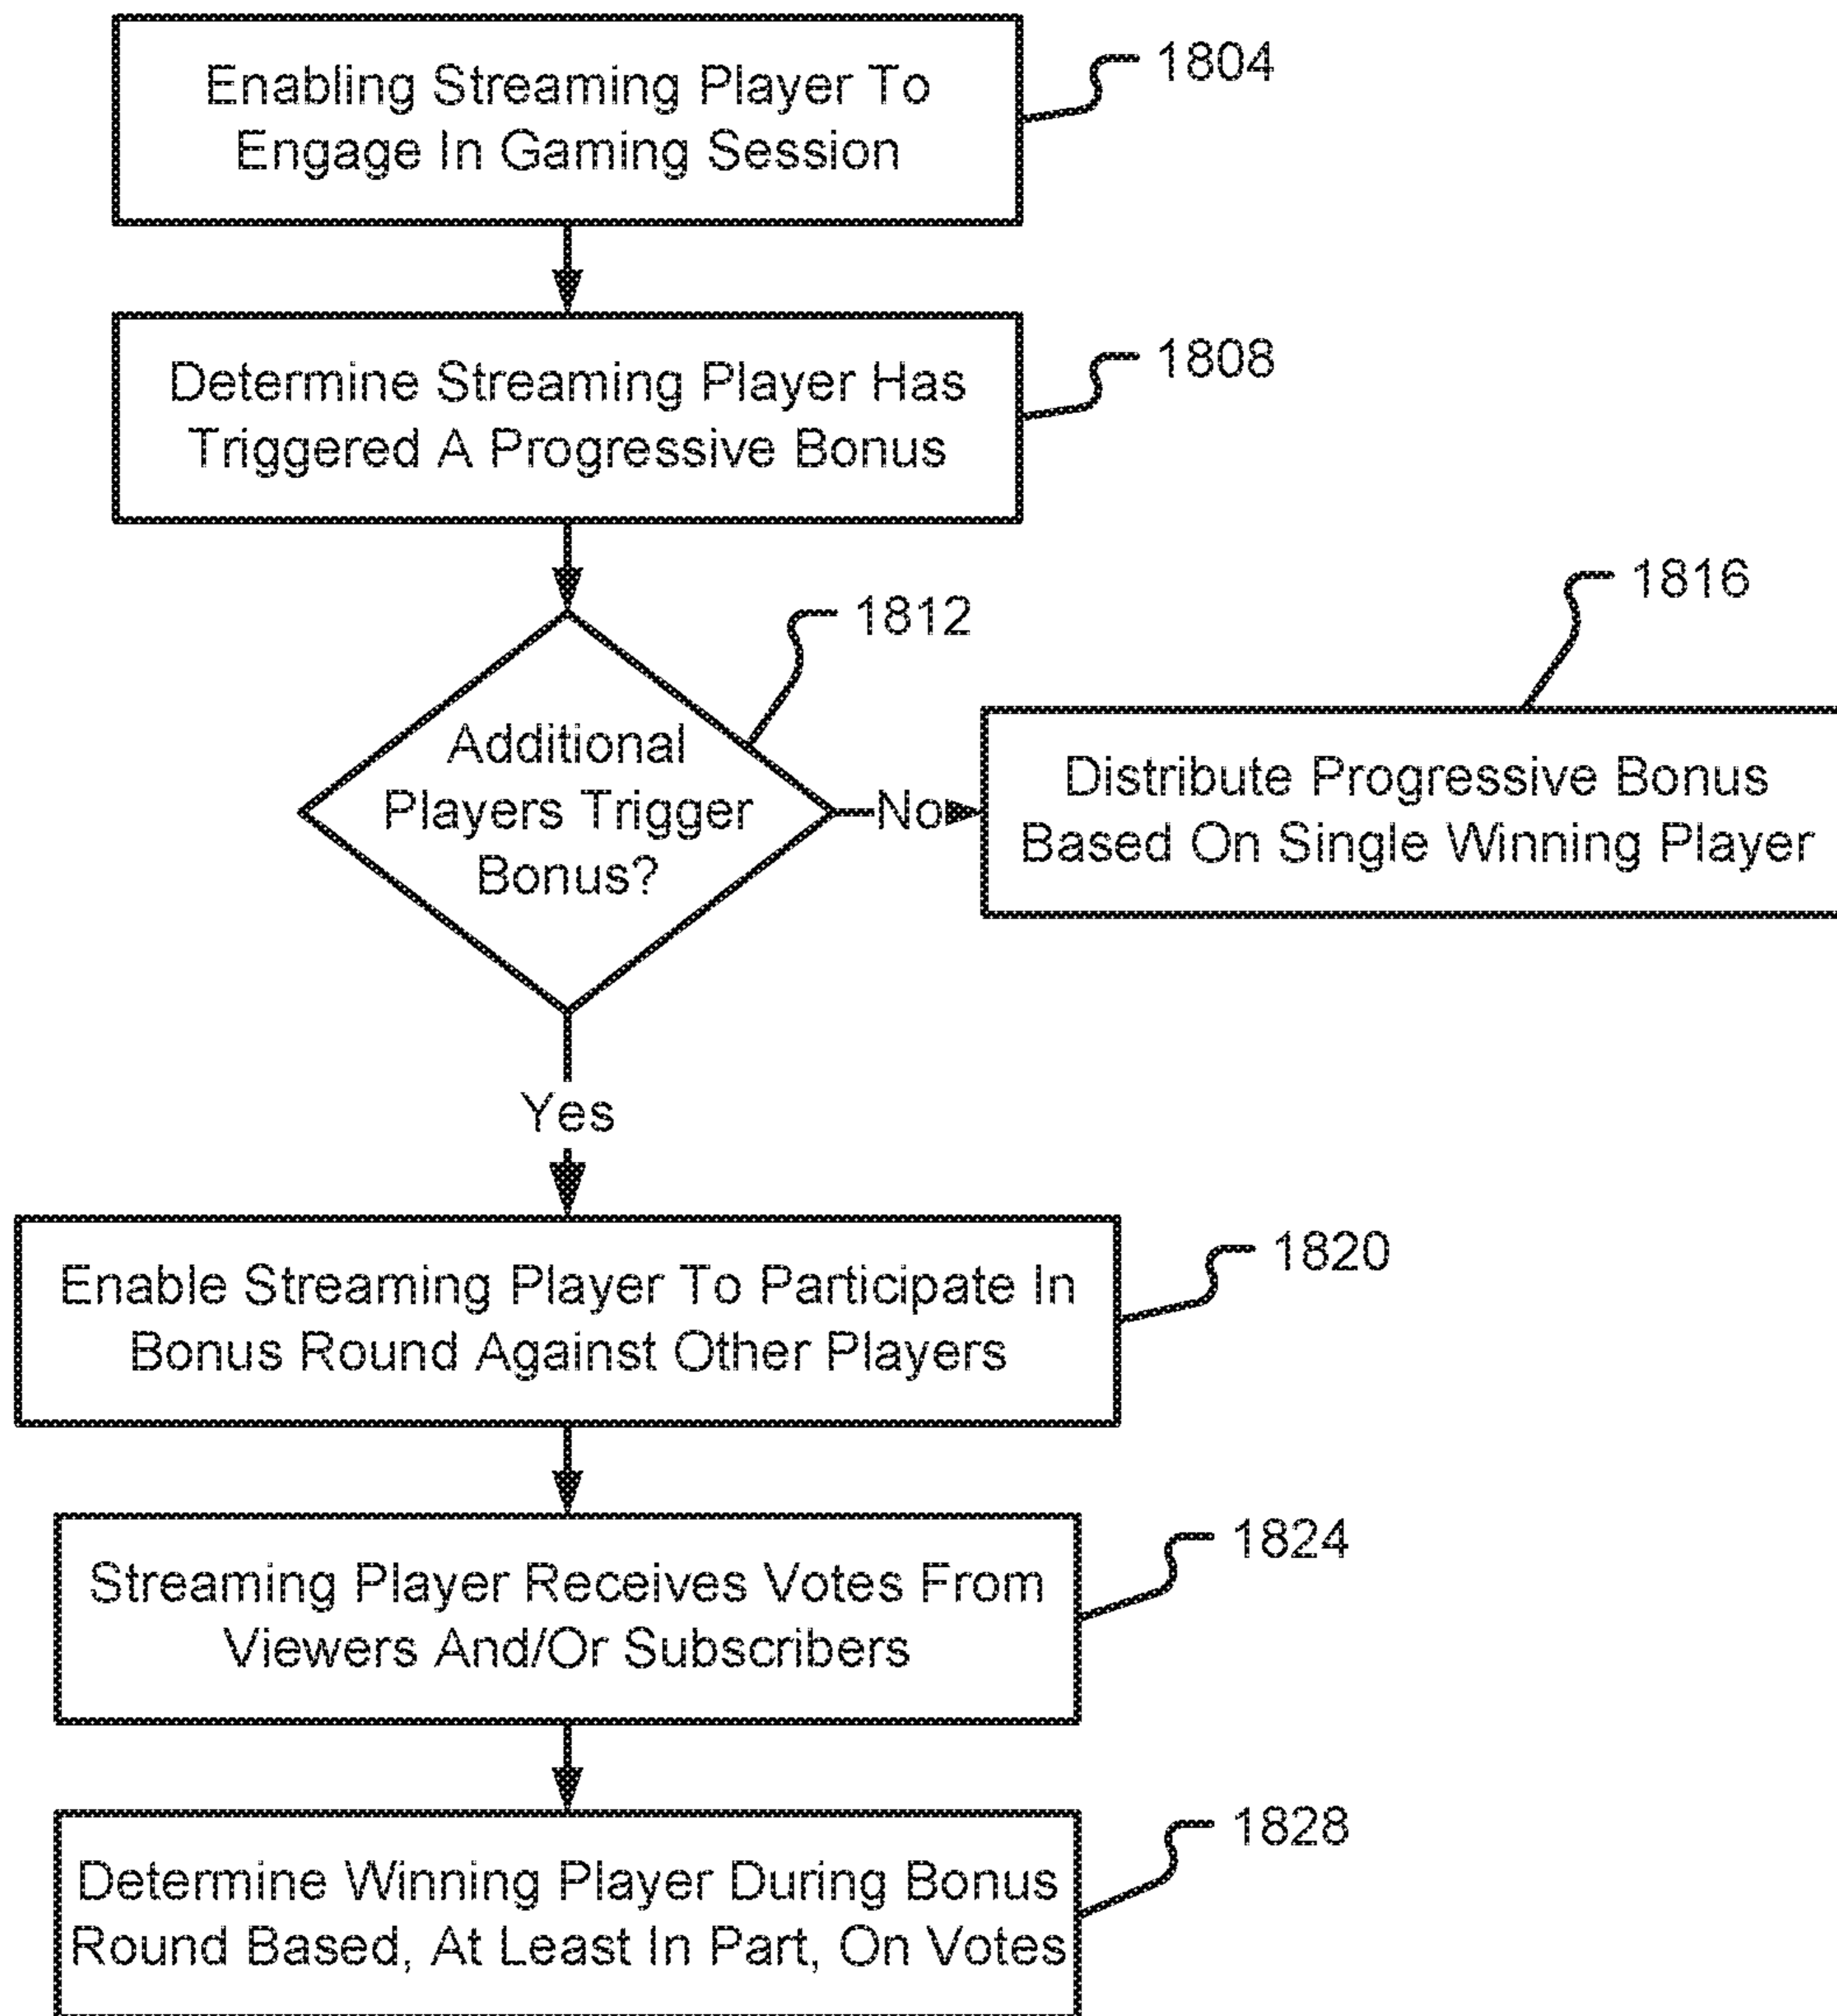 Enabling Streaming Player To
Engage In Gaming Session
1804
Determine Streaming Player Has
Triggered A Progressive Bonus
1808
Additional
Players Trigger
Bonus?
1812
No
1816
Distribute Progressive Bonus
Based On Single Winning Player
Yes
Enable Streaming Player To Participate In
Bonus Round Against Other Players
1820
Streaming Player Receives Votes From
Viewers And/Or Subscribers
1824
Determine Winning Player During Bonus
Round Based, At Least In Part, On Votes
1828